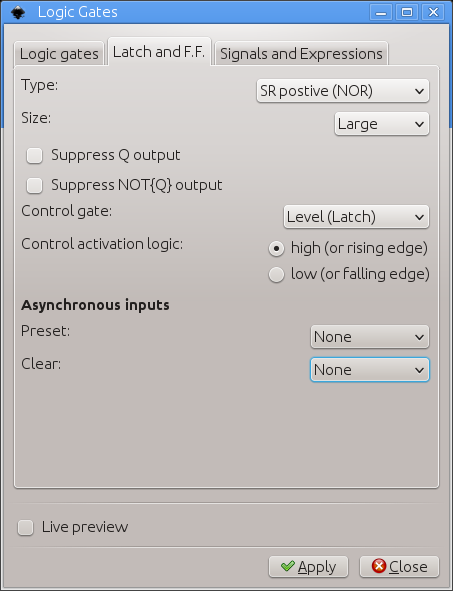 Logic Gates
Logic gates Latch and F.F. Signals and Expressions
Type: SR postive (NOR)
Size: Large
Suppress Q output
Suppress NOT{Q} output
Control gate: Level (Latch)
Control activation logic: high (or rising edge)
low (or falling edge)
Asynchronous inputs
Preset: None
Clear: None
Live preview
Apply Close